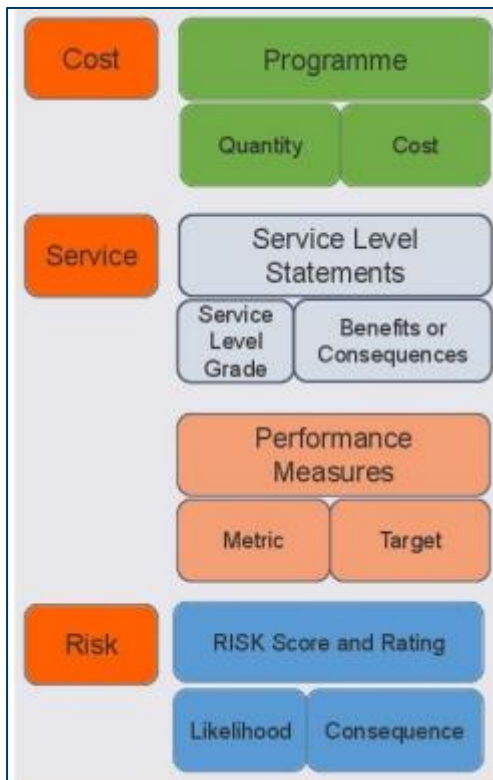 Cost
Programme
Quantity
Cost
Service
Service Level
Statements
Service
Level
Grade
Benefits or
Consequences
Performance
Measures
Metric
Target
Risk
RISK Score and Rating
Likelihood
Consequence